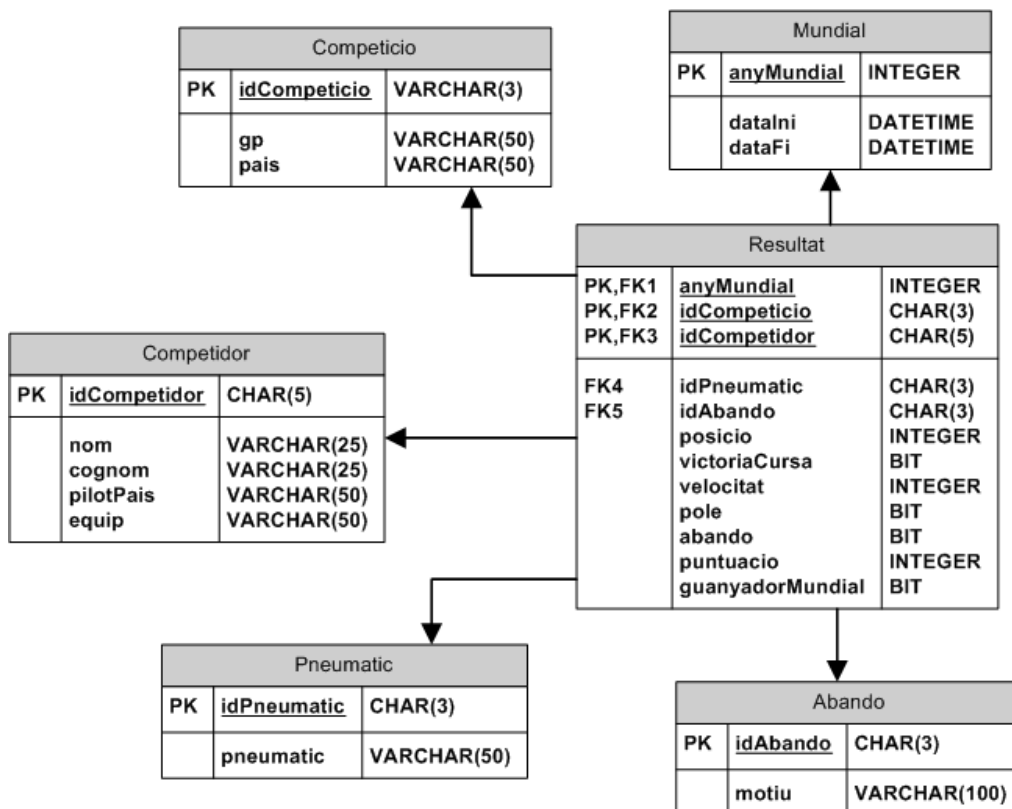 Competicio
PK idCompeticio VARCHAR(3)
gp VARCHAR(50)
pais VARCHAR(50)
Mundial
PK anyMundial INTEGER
dataIni DATETIME
dataFi DATETIME
Resultat
PK,FK1 anyMundial INTEGER
PK,FK2 idCompeticio CHAR(3)
PK,FK3 idCompetidor CHAR(5)
FK4 idPneumatic CHAR(3)
FK5 idAbando CHAR(3)
posicio INTEGER
victoriaCursa BIT
velocitat INTEGER
pole BIT
abando BIT
puntuacio INTEGER
guanyadorMundial BIT
Competidor
PK idCompetidor CHAR(5)
nom VARCHAR(25)
cognom VARCHAR(25)
pilotPais VARCHAR(50)
equip VARCHAR(50)
Pneumatic
PK idPneumatic CHAR(3)
pneumatic VARCHAR(50)
Abando
PK idAbando CHAR(3)
motiu VARCHAR(100)